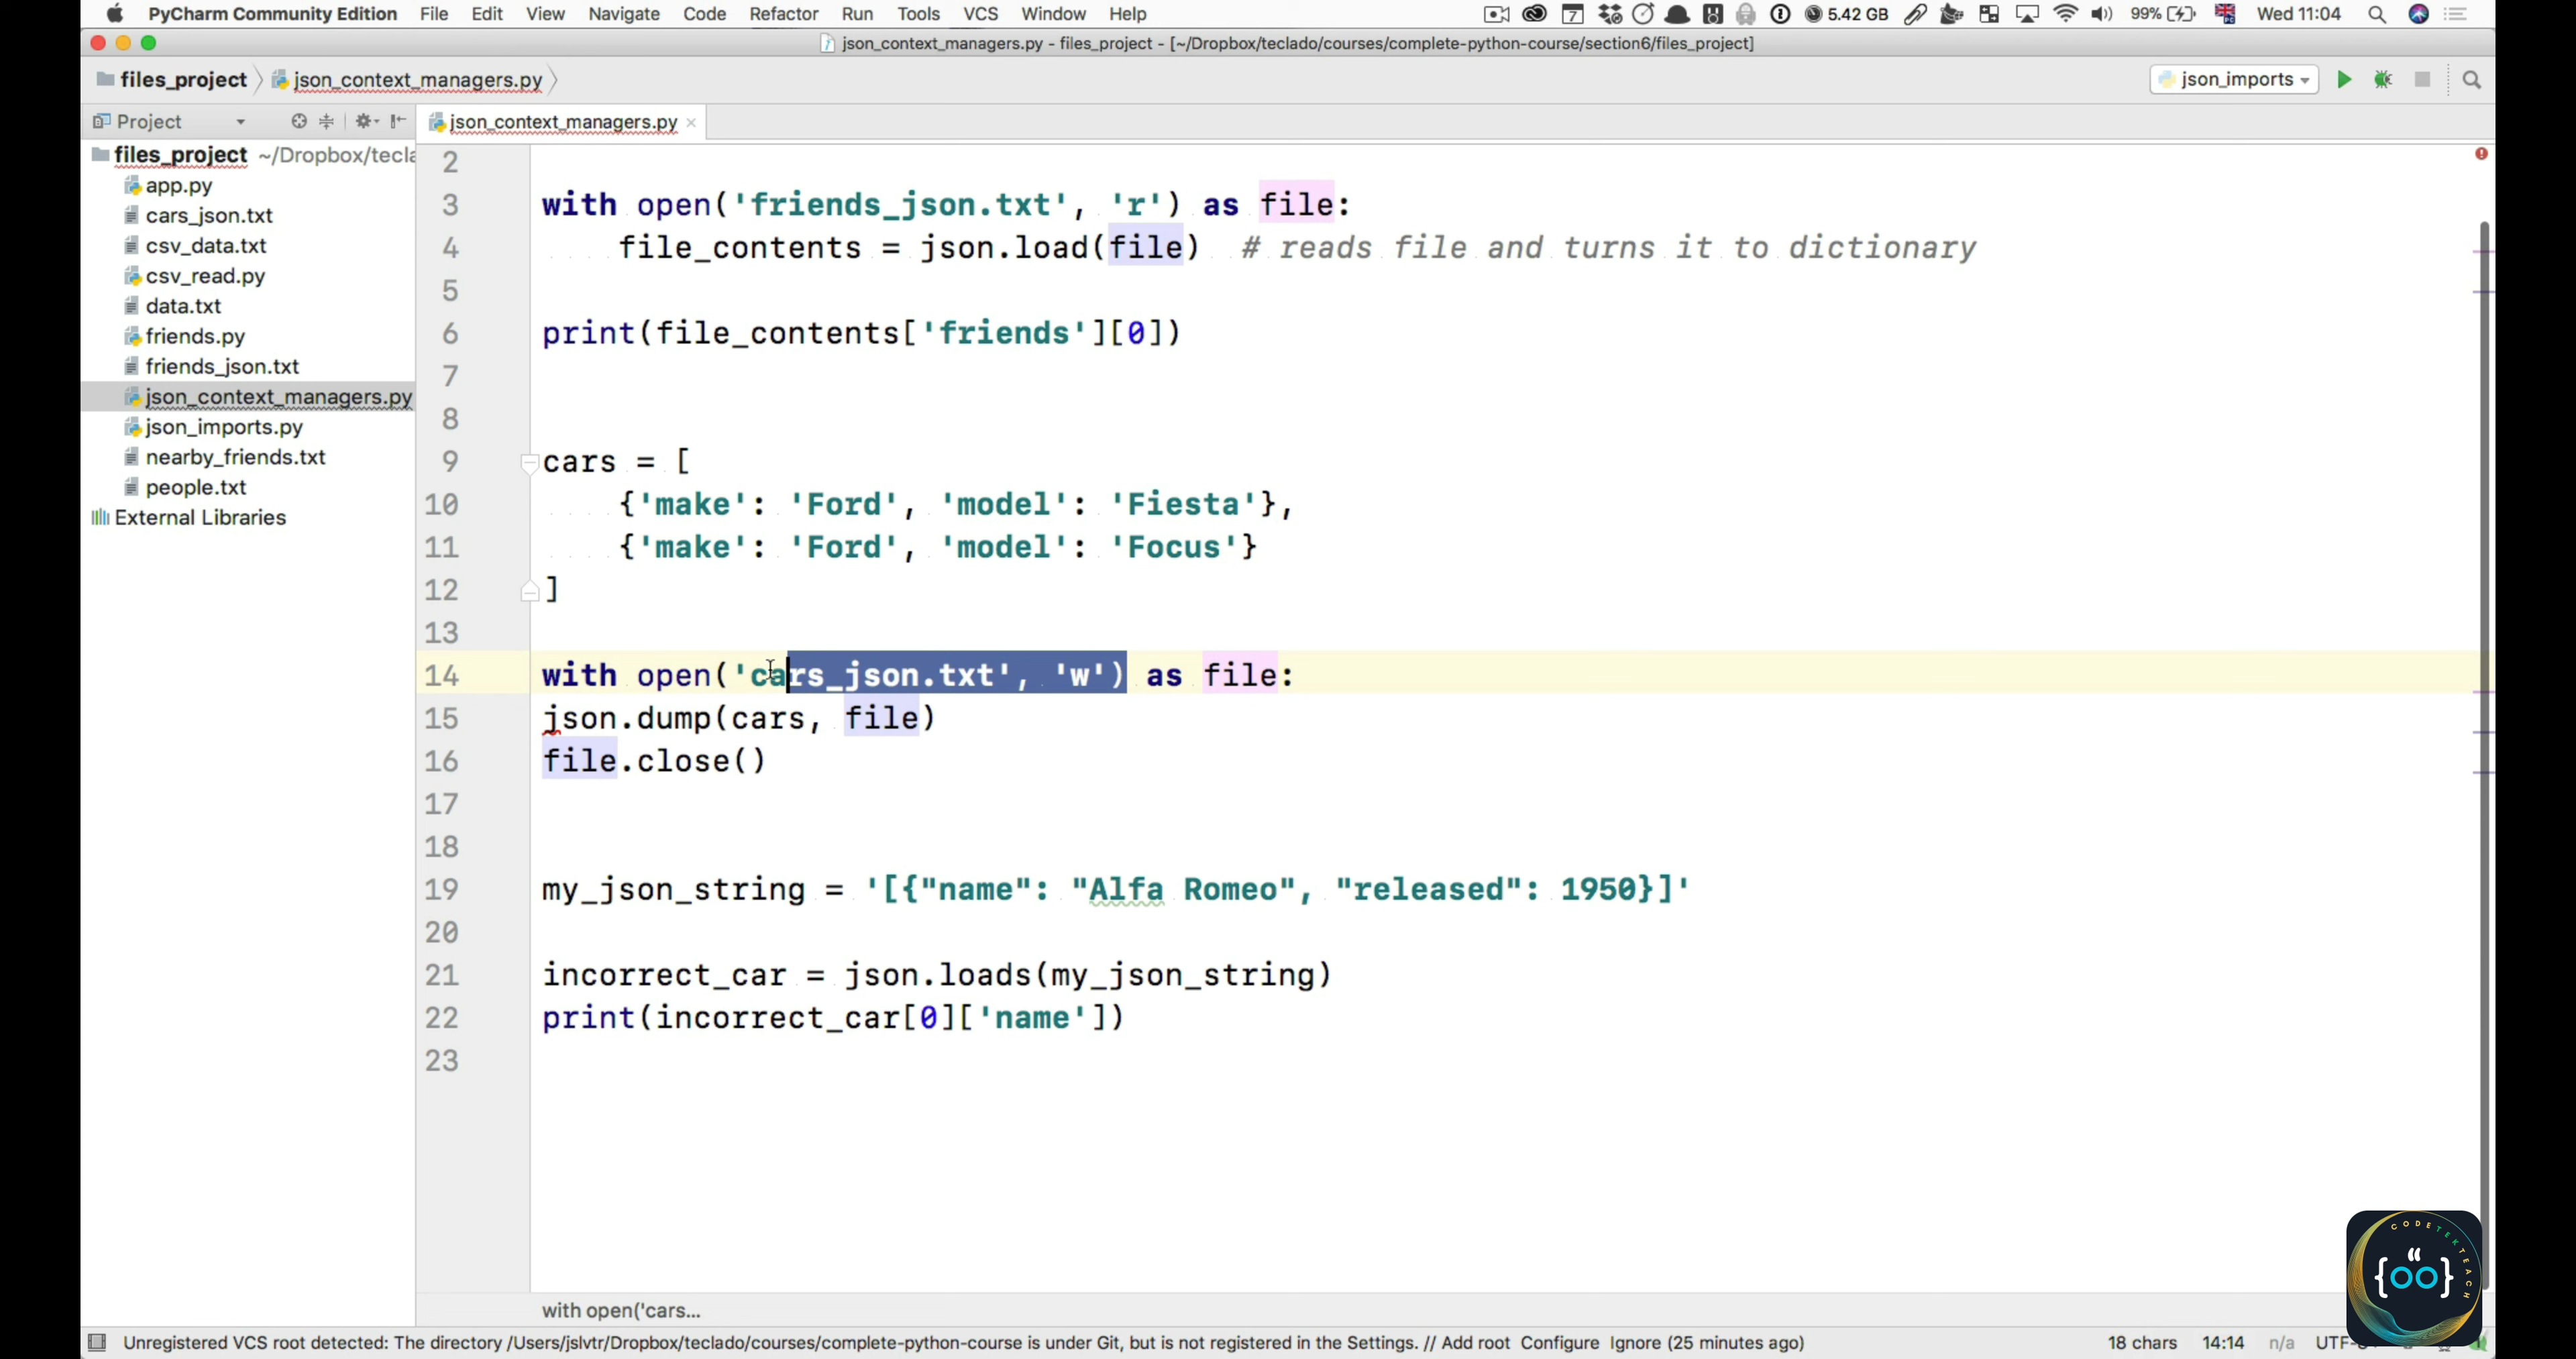 PyCharm Community Edition File Edit View Navigate Code Refactor Run Tools VCS Window Help 7 5.42 GB 99% Wed 11:04
json_context_managers.py - files_project - [~/Dropbox/teclado/courses/complete-python-course/section6/files_project]
files_project json_context_managers.py json_imports
Project json_context_managers.py
files_project ~/Dropbox/tecla
app.py
cars_json.txt
csv_data.txt
csv_read.py
data.txt
friends.py
friends_json.txt
json_context_managers.py
json_imports.py
nearby_friends.txt
people.txt
External Libraries
2
3 with open('friends_json.txt', 'r') as file:
4 file_contents = json.load(file) # reads file and turns it to dictionary
5
6 print(file_contents['friends'][0])
7
8
9 cars = [
10 {'make': 'Ford', 'model': 'Fiesta'},
11 {'make': 'Ford', 'model': 'Focus'}
12 ]
13
14 with open('cars_json.txt', 'w') as file:
15 json.dump(cars, file)
16 file.close()
17
18
19 my_json_string = '[{"name": "Alfa Romeo", "released": 1950}]'
20
21 incorrect_car = json.loads(my_json_string)
22 print(incorrect_car[0]['name'])
23
with open('cars...
CODETEKTEACH
Unregistered VCS root detected: The directory /Users/jslvtr/Dropbox/teclado/courses/complete-python-course is under Git, but is not registered in the Settings. // Add root Configure Ignore (25 minutes ago) 18 chars 14:14 n/a UTF-